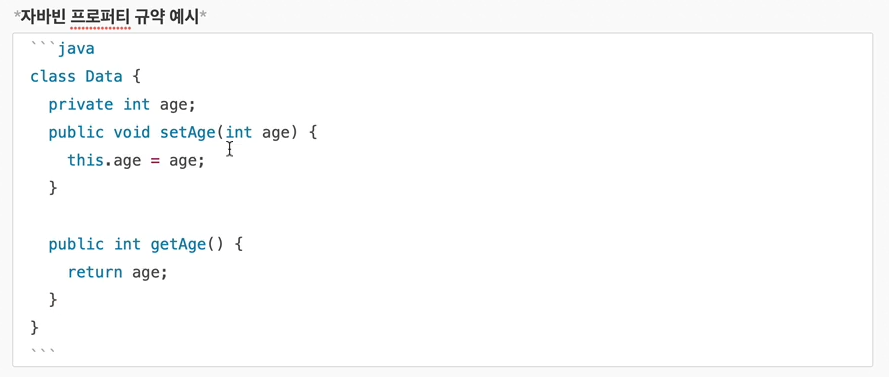 *자바빈 프로퍼티 규약 예시*
```java
class Data {
  private int age;
  public void setAge(int age) {
    this.age = age;
  }

  public int getAge() {
    return age;
  }
}
```